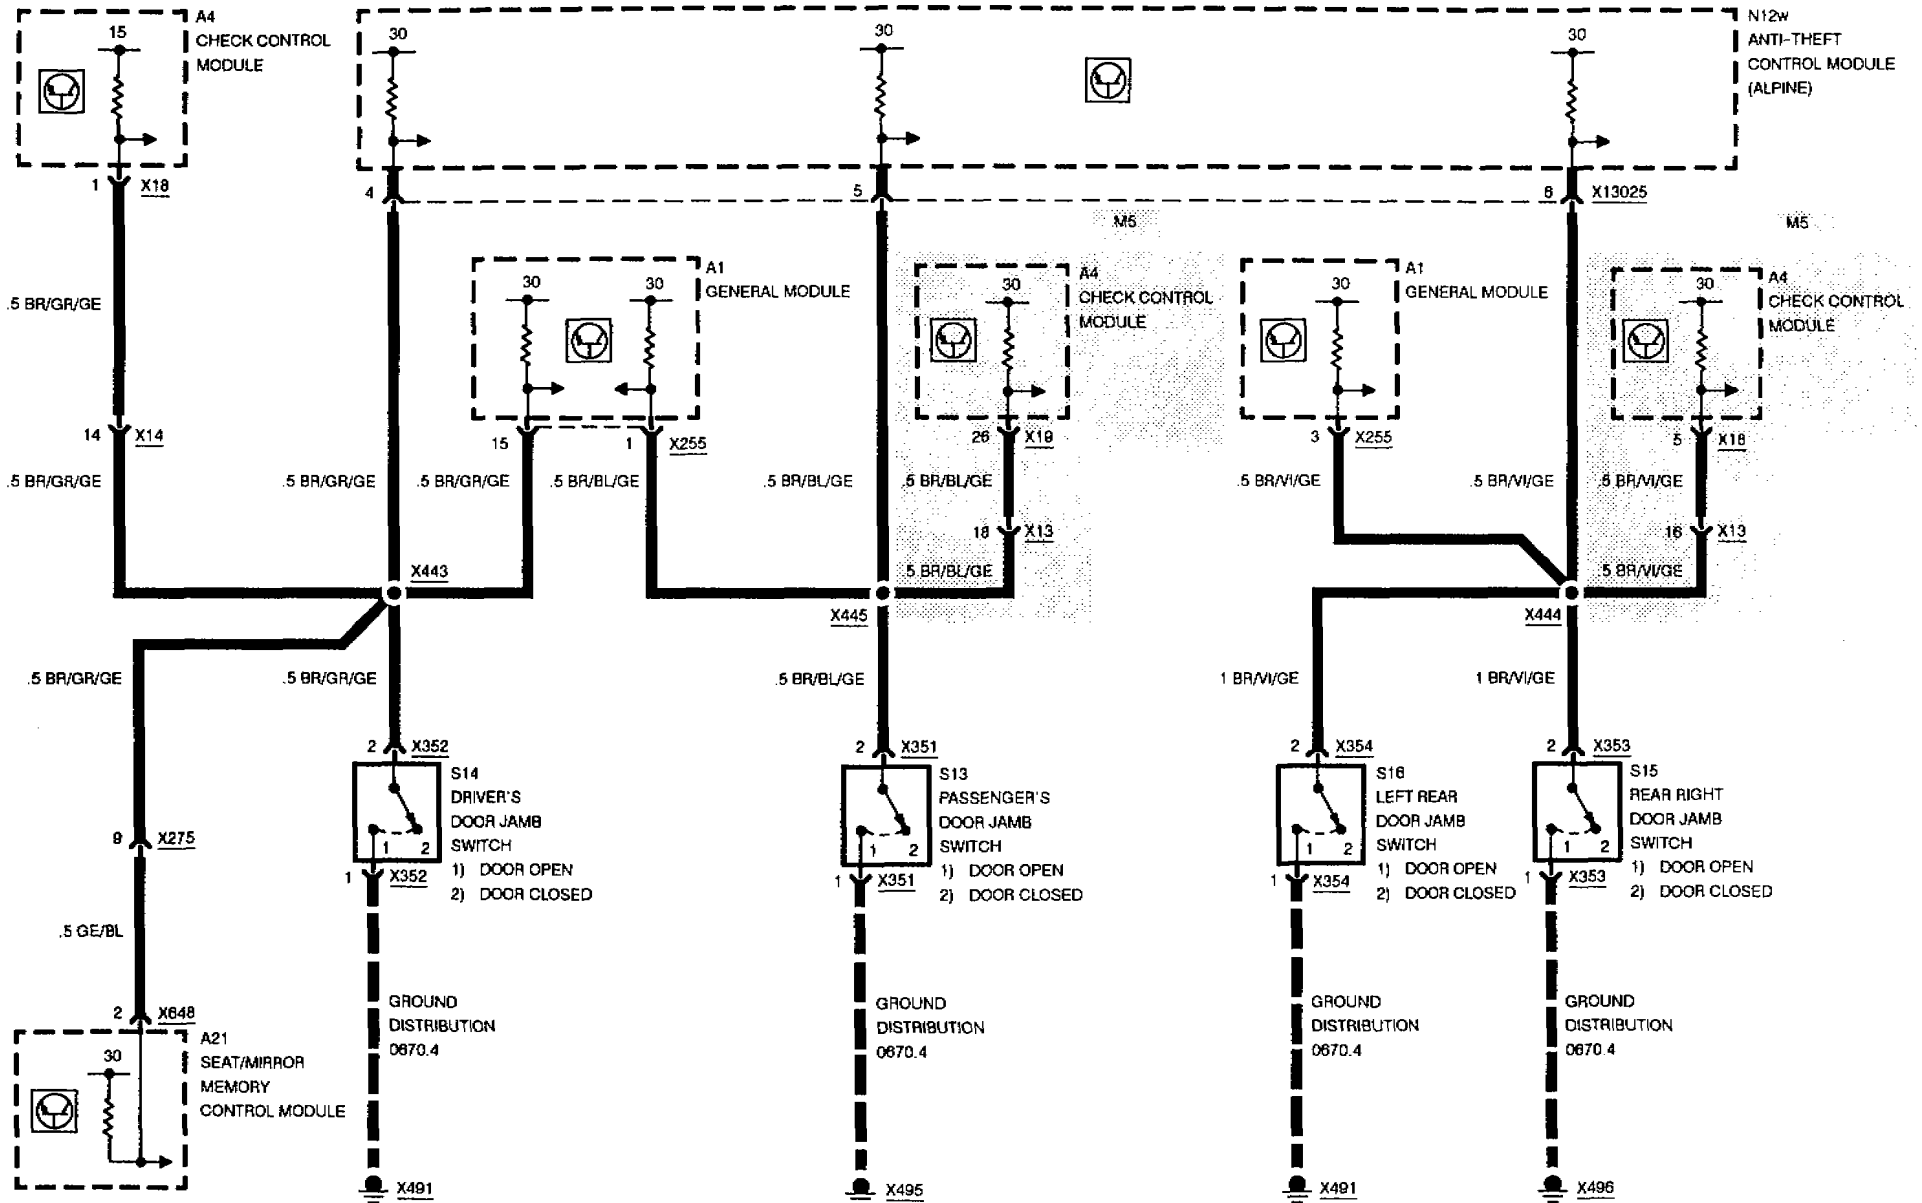 A4
CHECK CONTROL
MODULE
15
30
30
30
N12w
ANTI-THEFT
CONTROL MODULE
(ALPINE)
1 X18
4
5
6 X13025
M5
M5
A1
GENERAL MODULE
30
30
A4
CHECK CONTROL
MODULE
30
A1
GENERAL MODULE
30
A4
CHECK CONTROL
MODULE
30
.5 BR/GR/GE
14 X14
15
1 X255
26 X19
3 X255
5 X18
.5 BR/GR/GE
.5 BR/GR/GE
.5 BR/GR/GE
.5 BR/BL/GE
.5 BR/BL/GE
.5 BR/BL/GE
.5 BR/VI/GE
.5 BR/VI/GE
.5 BR/VI/GE
18 X13
16 X13
X443
.5 BR/BL/GE
.5 BR/VI/GE
X445
X444
.5 BR/GR/GE
.5 BR/GR/GE
.5 BR/BL/GE
1 BR/VI/GE
1 BR/VI/GE
2 X352
2 X351
2 X354
2 X353
S14
DRIVER'S
DOOR JAMB
SWITCH
1) DOOR OPEN
2) DOOR CLOSED
1 2
1 X352
S13
PASSENGER'S
DOOR JAMB
SWITCH
1) DOOR OPEN
2) DOOR CLOSED
1 2
1 X351
S16
LEFT REAR
DOOR JAMB
SWITCH
1) DOOR OPEN
2) DOOR CLOSED
1 2
1 X354
S15
REAR RIGHT
DOOR JAMB
SWITCH
1) DOOR OPEN
2) DOOR CLOSED
1 2
1 X353
9 X275
.5 GE/BL
2 X648
A21
SEAT/MIRROR
MEMORY
CONTROL MODULE
30
GROUND
DISTRIBUTION
0670.4
GROUND
DISTRIBUTION
0670.4
GROUND
DISTRIBUTION
0670.4
GROUND
DISTRIBUTION
0670.4
X491
X495
X491
X496